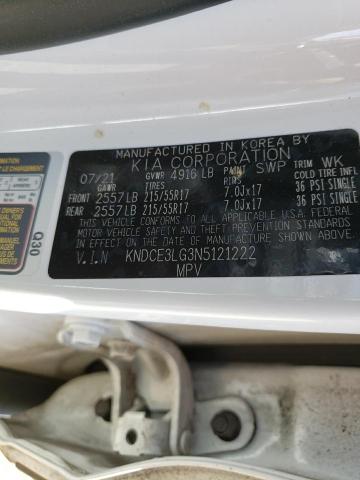 MANUFACTURED IN KOREA BY
KIA CORPORATION
07/21 GVWR 4916 LB PAINT SWP TRIM WK
GAWR TIRES RIMS COLD TIRE INFL
FRONT 2557LB 215/55R17 7.0Jx17 36 PSI SINGLE
REAR 2557LB 215/55R17 7.0Jx17 36 PSI SINGLE
THIS VEHICLE CONFORMS TO ALL APPLICABLE U.S.A. FEDERAL
MOTOR VEHICLE SAFETY AND THEFT PREVENTION STANDARDS
IN EFFECT ON THE DATE OF MANUFACTURE SHOWN ABOVE.
V.I.N KNDCE3LG3N5121222
MPV
Q30